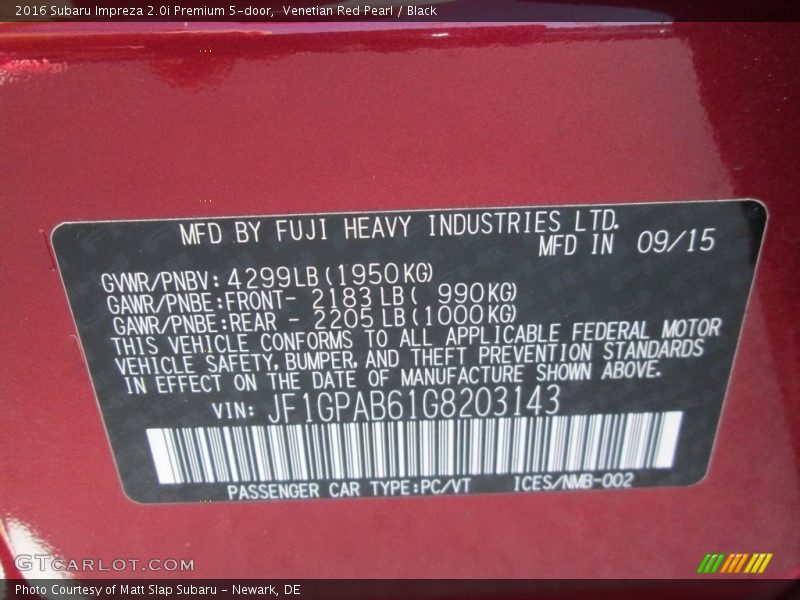 2016 Subaru Impreza 2.0i Premium 5-door, Venetian Red Pearl / Black
MFD BY FUJI HEAVY INDUSTRIES LTD.
MFD IN 09/15
GVWR/PNBV: 4299LB(1950KG)
GAWR/PNBE:FRONT- 2183LB( 990KG)
GAWR/PNBE:REAR - 2205LB(1000KG)
THIS VEHICLE CONFORMS TO ALL APPLICABLE FEDERAL MOTOR
VEHICLE SAFETY, BUMPER, AND THEFT PREVENTION STANDARDS
IN EFFECT ON THE DATE OF MANUFACTURE SHOWN ABOVE.
VIN: JF1GPAB61G8203143
PASSENGER CAR TYPE:PC/VT ICES/NMB-002
GTCARLOT.COM
Photo Courtesy of Matt Slap Subaru - Newark, DE